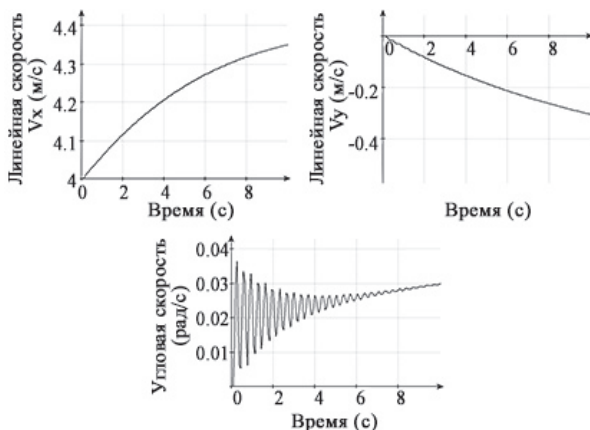 Линейная скорость
Vx (м/с)
4.4
4.3
4.2
4.1
4
0 2 4 6 8
Время (с)
Линейная скорость
Vy (м/с)
0 2 4 6 8
-0.2
-0.4
Время (с)
Угловая скорость
(рад/с)
0.04
0.03
0.02
0.01
0 2 4 6 8
Время (с)